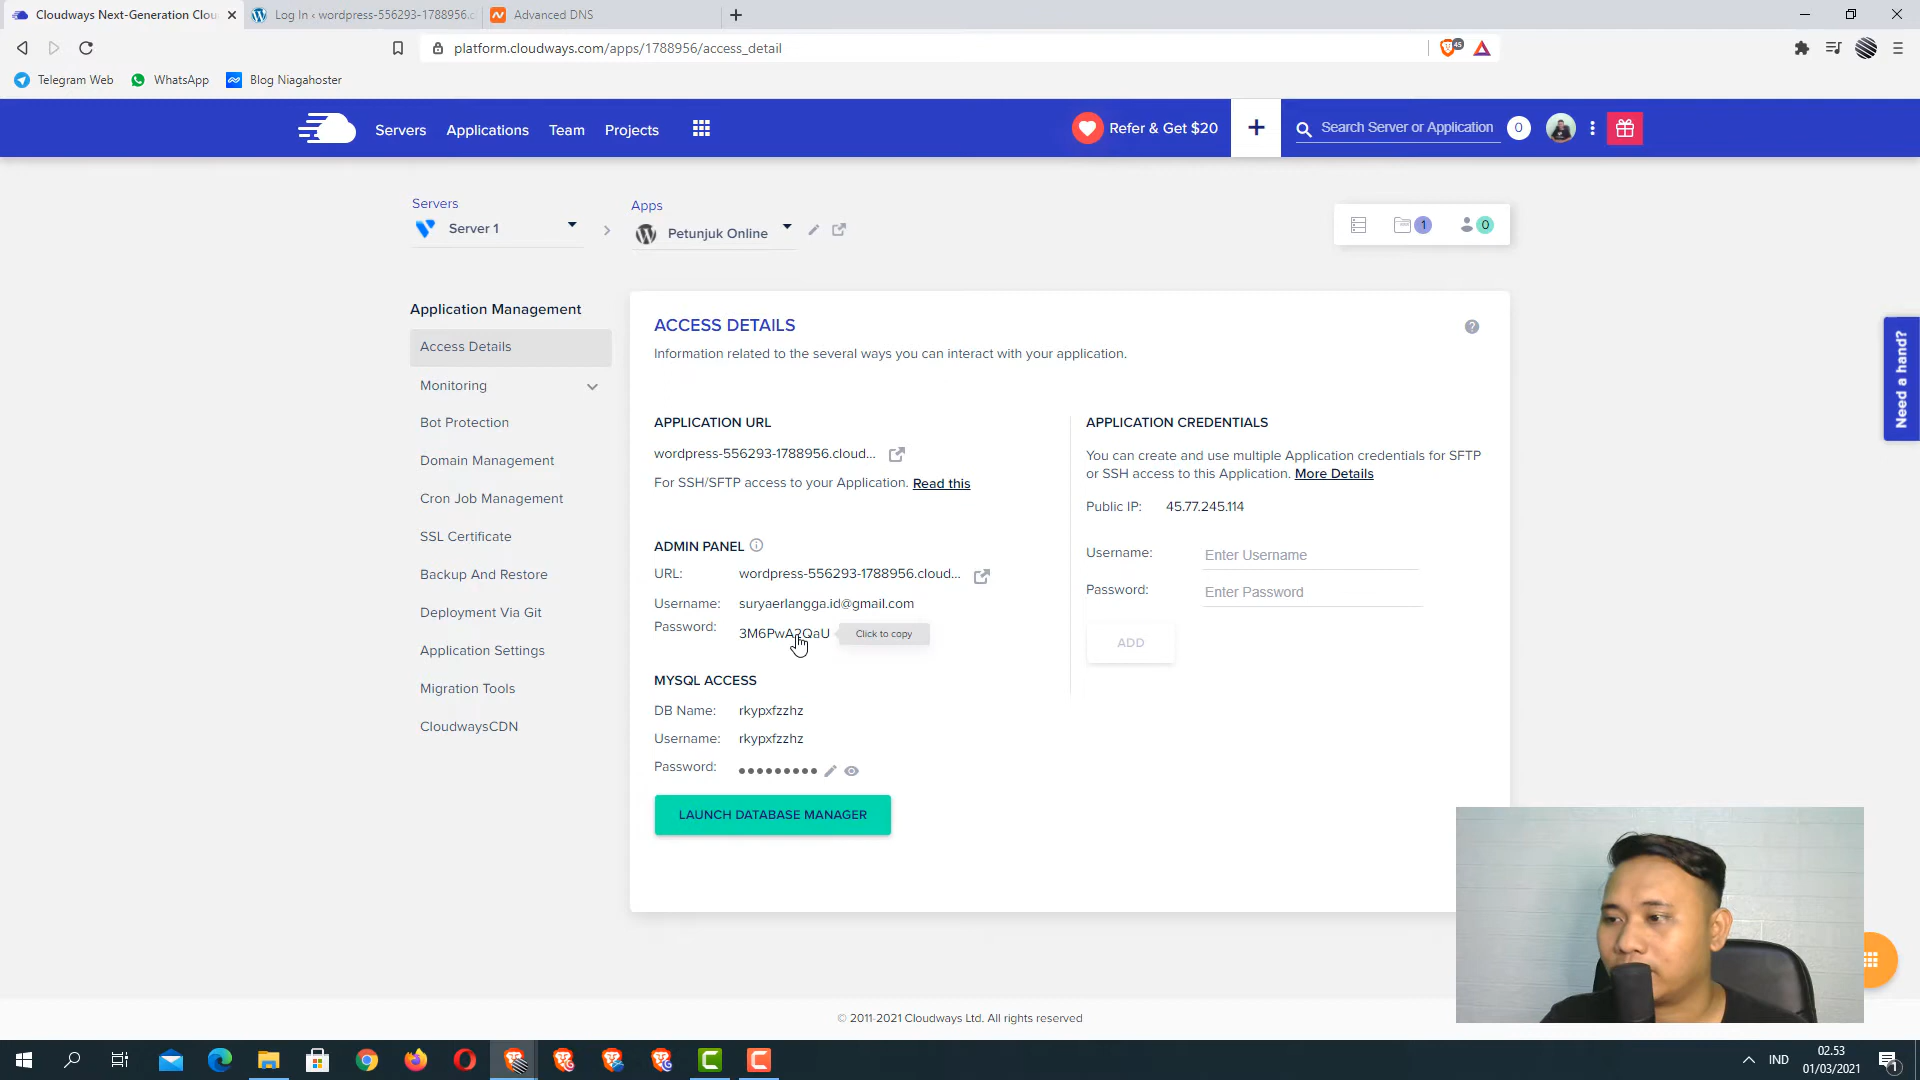 Cloudways Next-Generation Clou
Log In ‹ wordpress-556293-1788956.c
Advanced DNS
platform.cloudways.com/apps/1788956/access_detail
45
Telegram Web
WhatsApp
Blog Niagahoster
Servers
Applications
Team
Projects
Refer & Get $20
+
Search Server or Application
0
Servers
Server 1
Apps
Petunjuk Online
1
0
Application Management
Access Details
Monitoring
Bot Protection
Domain Management
Cron Job Management
SSL Certificate
Backup And Restore
Deployment Via Git
Application Settings
Migration Tools
CloudwaysCDN
ACCESS DETAILS
Information related to the several ways you can interact with your application.
APPLICATION URL
wordpress-556293-1788956.cloud...
For SSH/SFTP access to your Application. Read this
ADMIN PANEL
URL: wordpress-556293-1788956.cloud...
Username: suryaerlangga.id@gmail.com
Password: 3M6PwA2QaU
Click to copy
MYSQL ACCESS
DB Name: rkypxfzzhz
Username: rkypxfzzhz
Password: •••••••••
LAUNCH DATABASE MANAGER
APPLICATION CREDENTIALS
You can create and use multiple Application credentials for SFTP
or SSH access to this Application. More Details
Public IP: 45.77.245.114
Username: Enter Username
Password: Enter Password
ADD
Need a hand?
© 2011-2021 Cloudways Ltd. All rights reserved
IND
02.53
01/03/2021
1